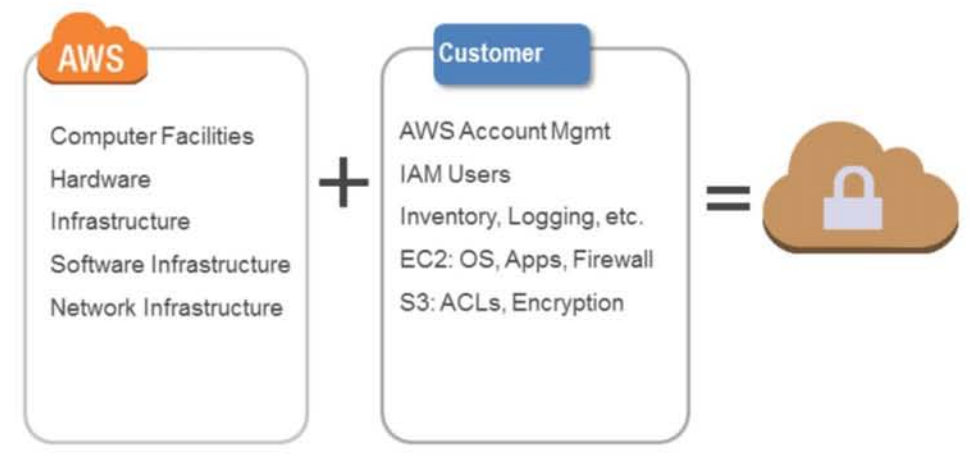 AWS
Computer Facilities
Hardware
Infrastructure
Software Infrastructure
Network Infrastructure
+
Customer
AWS Account Mgmt
IAM Users
Inventory, Logging, etc.
EC2: OS, Apps, Firewall
S3: ACLs, Encryption
=